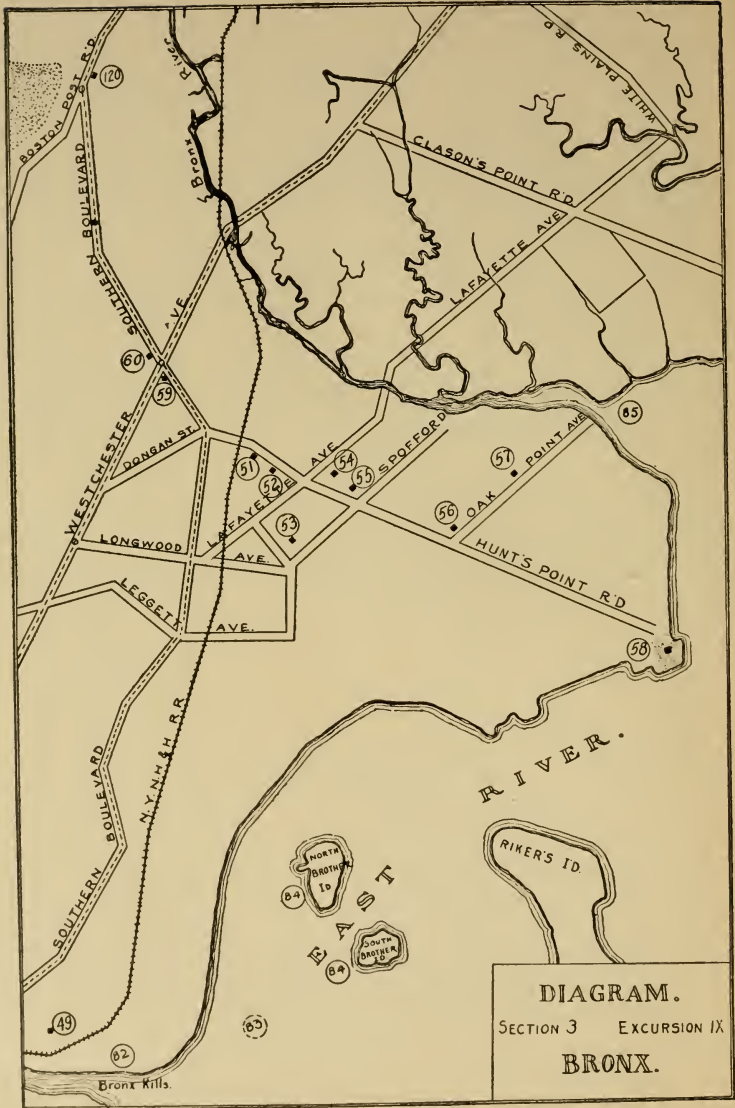 BOSTON POST R'D
120
River
Bronx
WHITE PLAINS RD
CLASON'S POINT R'D
SOUTHERN BOULEVARD
LAFAYETTE AVE
60
59
WESTCHESTER AVE
DONGAN ST.
51
52
LAFAYETTE AVE
54
55
SPOFFORD
57
85
OAK POINT AVE
56
53
LONGWOOD AVE.
HUNT'S POINT R'D
LEGGETT AVE.
58
N.Y.N.H & H R.R
SOUTHERN BOULEVARD
EAST RIVER.
NORTH
BROTHER
ID
84
RIKER'S ID.
SOUTH
BROTHER
ID
84
49
82
83
Bronx Kills.
DIAGRAM.
SECTION 3 EXCURSION IX
BRONX.